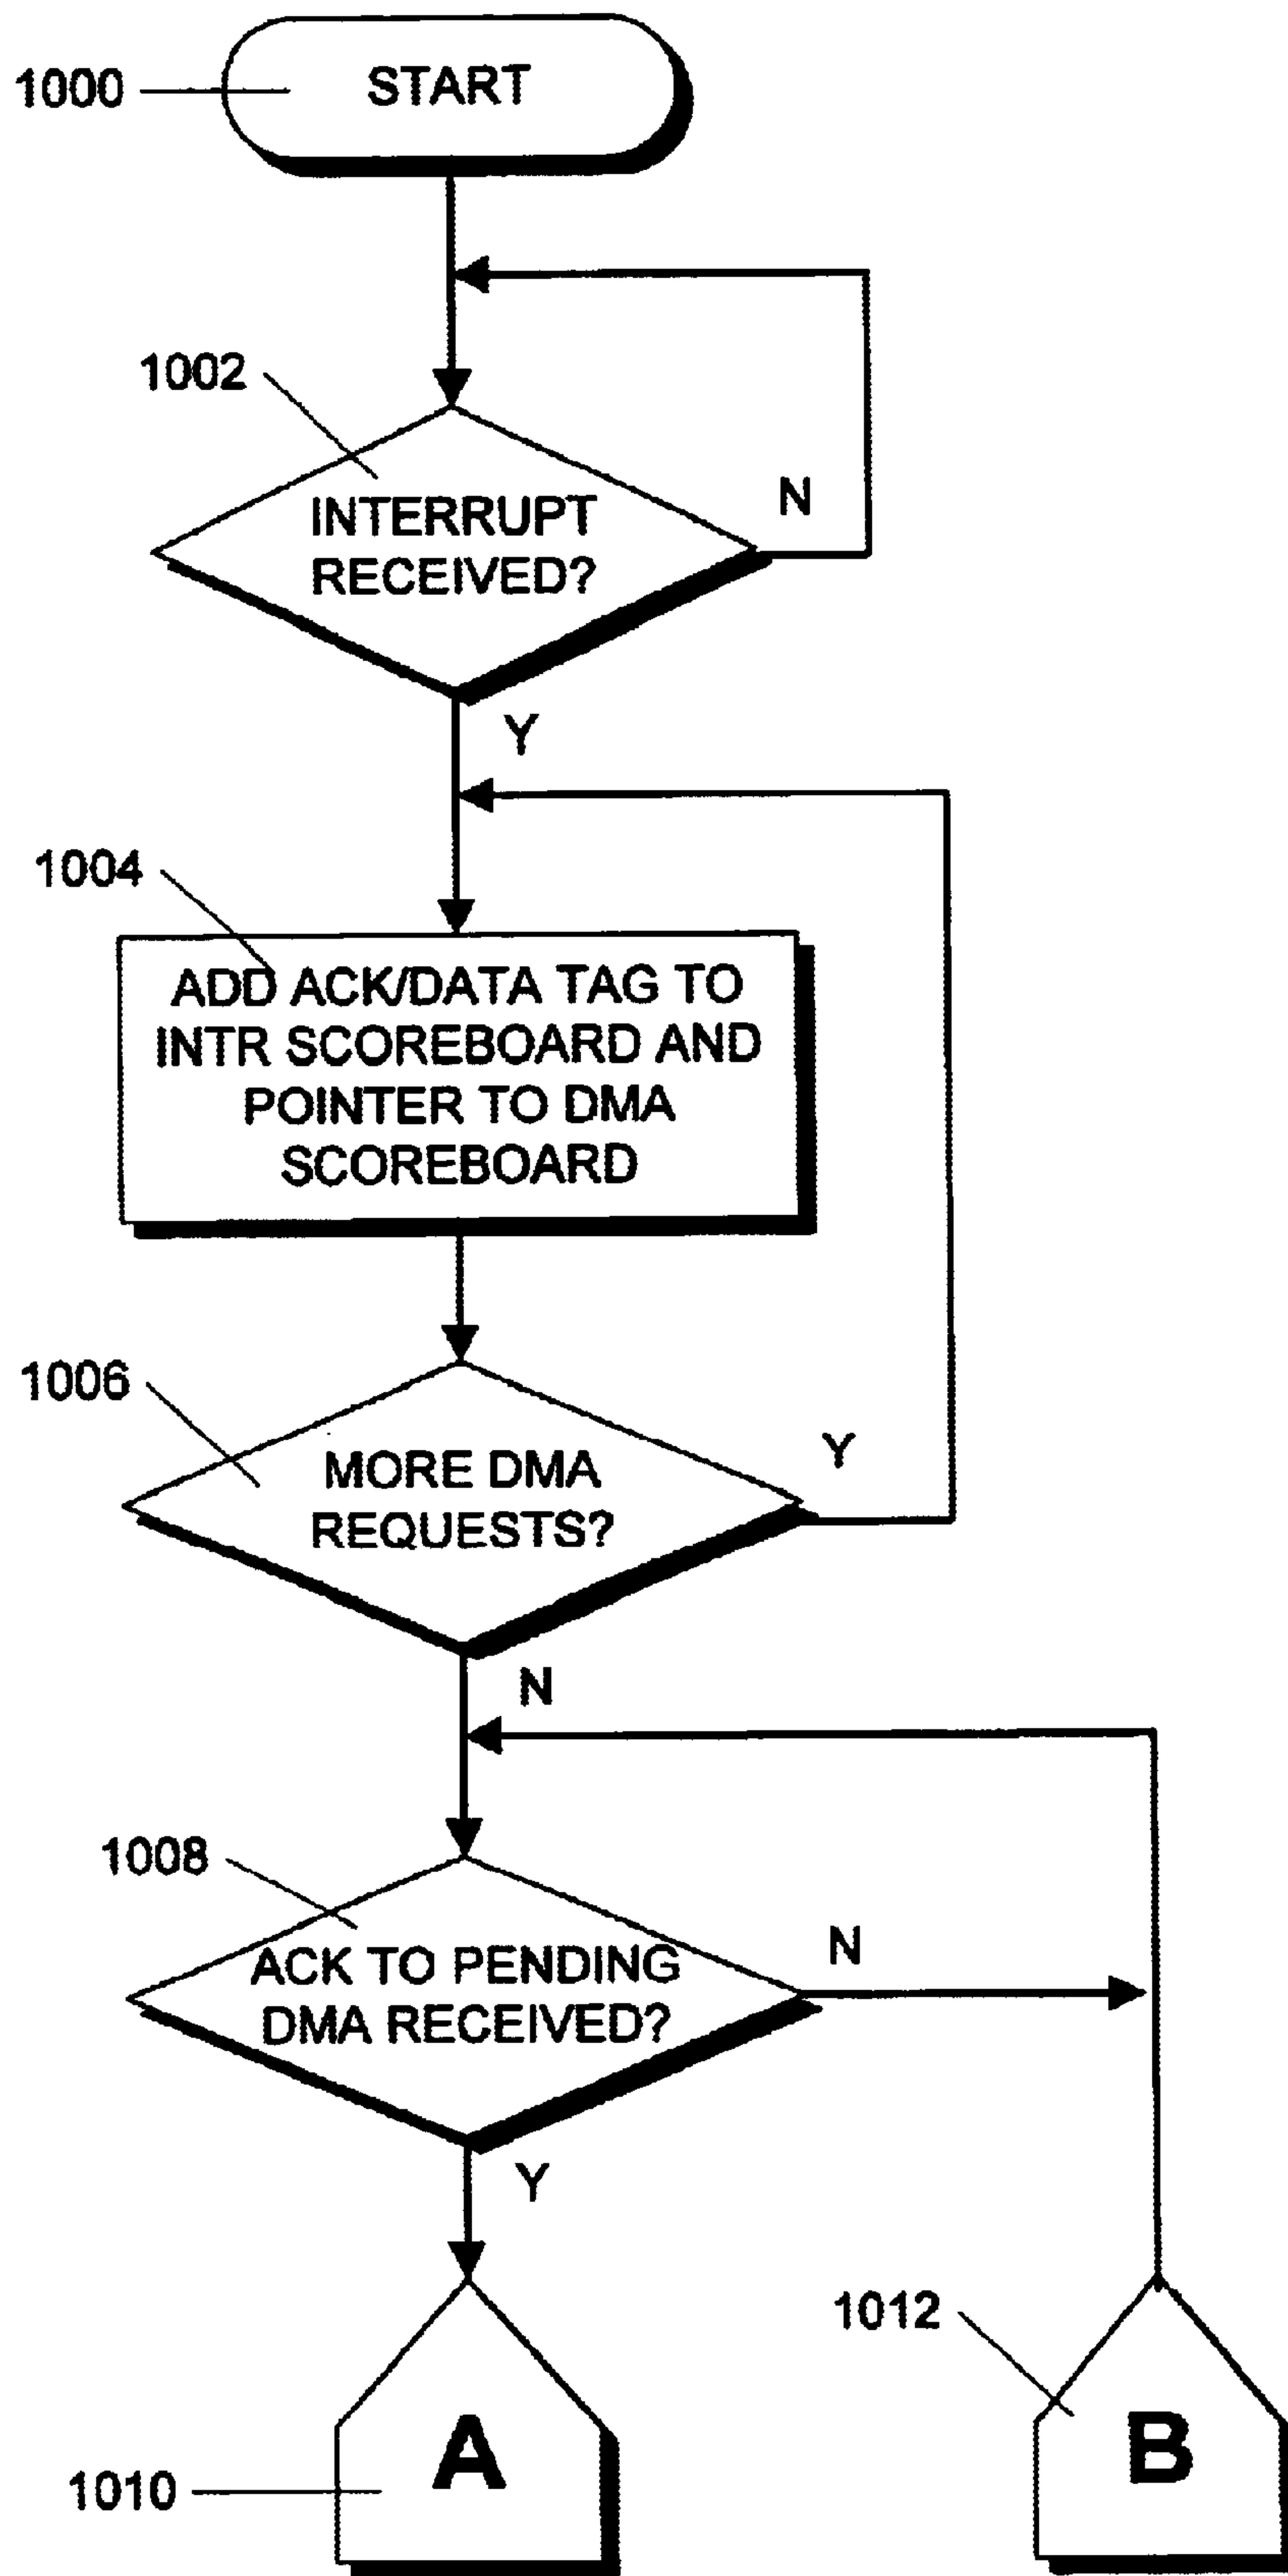 1000
START
1002
INTERRUPT
RECEIVED?
N
Y
1004
ADD ACK/DATA TAG TO
INTR SCOREBOARD AND
POINTER TO DMA
SCOREBOARD
1006
MORE DMA
REQUESTS?
Y
N
1008
ACK TO PENDING
DMA RECEIVED?
N
Y
1012
A
B
1010